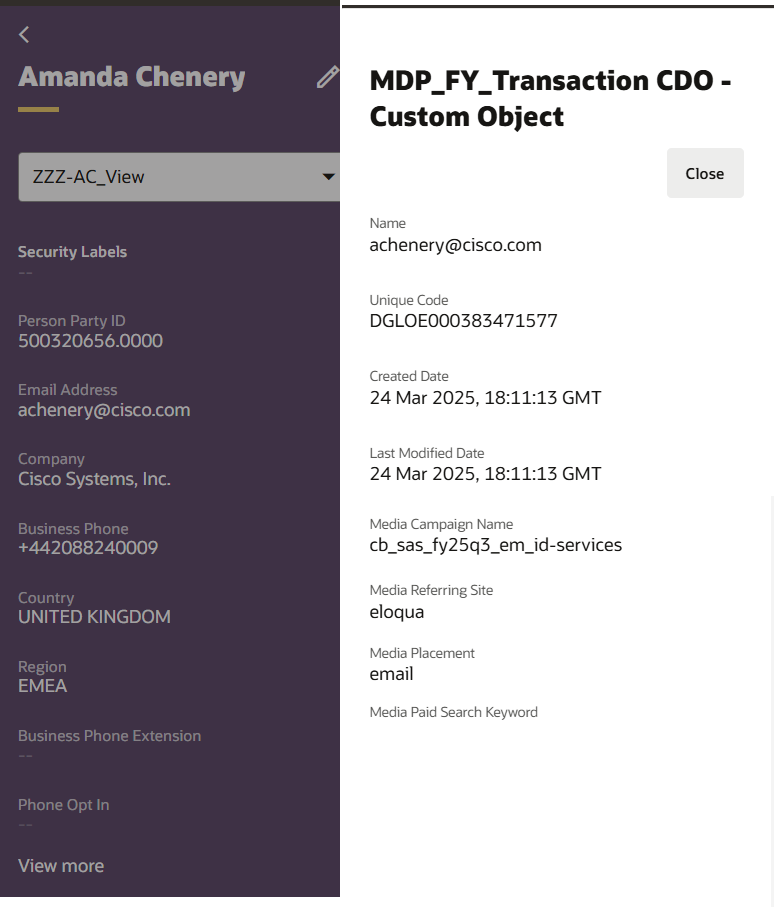 Amanda Chenery
ZZZ-AC_View
Security Labels
--
Person Party ID
500320656.0000
Email Address
achenery@cisco.com
Company
Cisco Systems, Inc.
Business Phone
+442088240009
Country
UNITED KINGDOM
Region
EMEA
Business Phone Extension
--
Phone Opt In
--
View more
MDP_FY_Transaction CDO -
Custom Object
Close
Name
achenery@cisco.com
Unique Code
DGLOE000383471577
Created Date
24 Mar 2025, 18:11:13 GMT
Last Modified Date
24 Mar 2025, 18:11:13 GMT
Media Campaign Name
cb_sas_fy25q3_em_id-services
Media Referring Site
eloqua
Media Placement
email
Media Paid Search Keyword